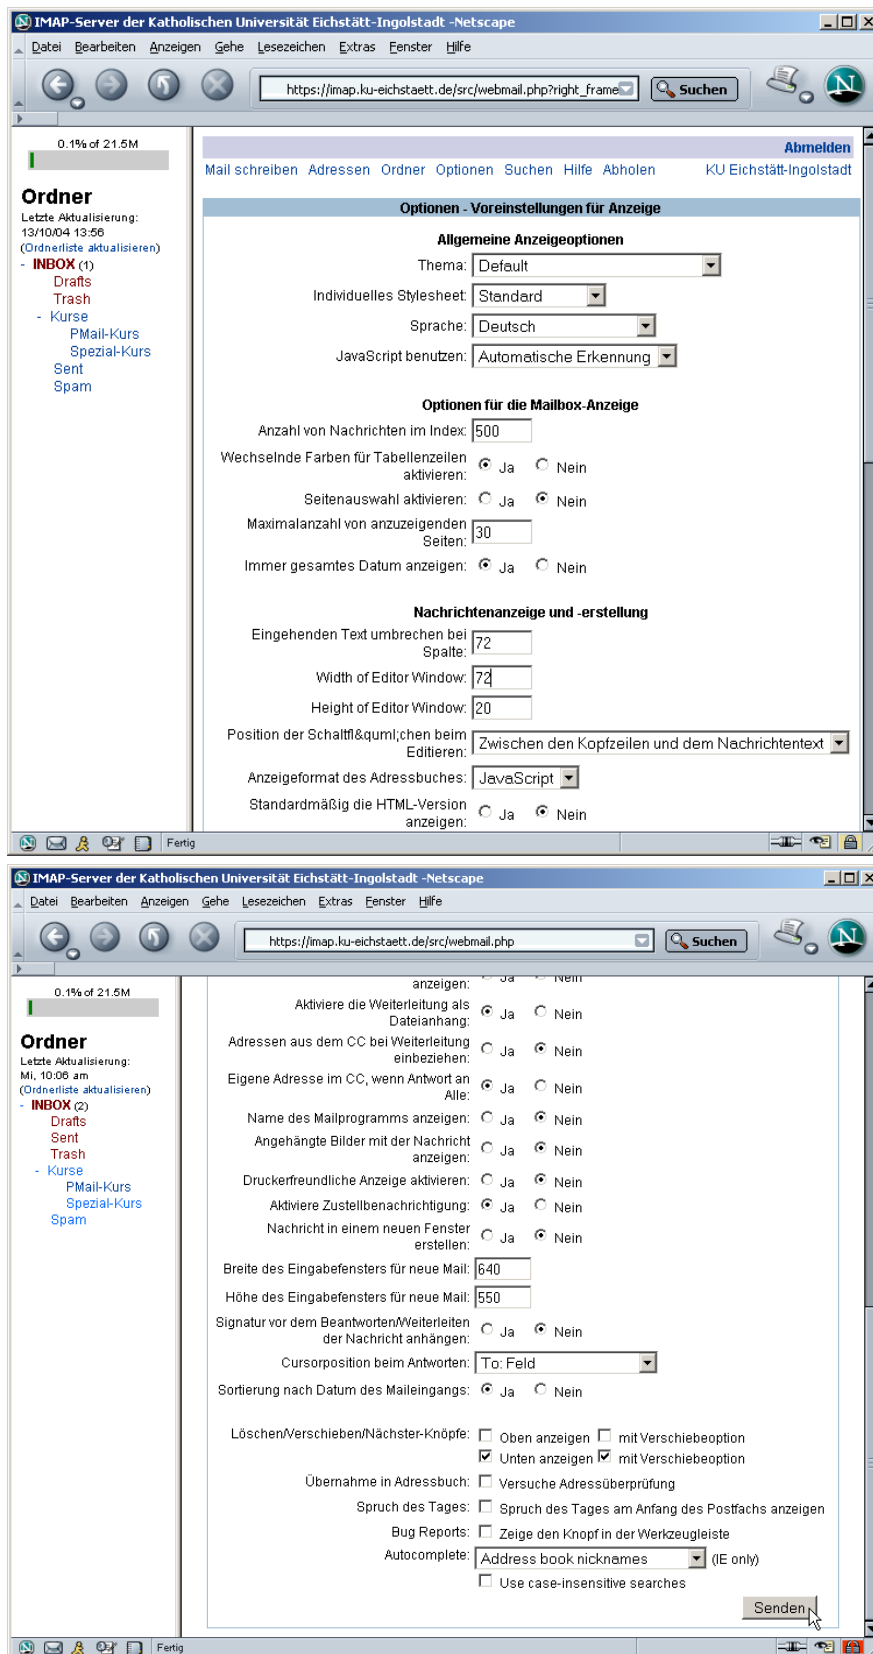 IMAP-Server der Katholischen Universität Eichstätt-Ingolstadt -Netscape
Datei Bearbeiten Anzeigen Gehe Lesezeichen Extras Fenster Hilfe
https://imap.ku-eichstaett.de/src/webmail.php?right_frame Suchen N
0.1% of 21.5M
Ordner
Letzte Aktualisierung:
13/10/04 13:56
(Ordnerliste aktualisieren)
- INBOX (1)
Drafts
Trash
- Kurse
PMail-Kurs
Spezial-Kurs
Sent
Spam
Abmelden
Mail schreiben Adressen Ordner Optionen Suchen Hilfe Abholen KU Eichstätt-Ingolstadt
Optionen - Voreinstellungen für Anzeige
Allgemeine Anzeigeoptionen
Thema: Default
Individuelles Stylesheet: Standard
Sprache: Deutsch
JavaScript benutzen: Automatische Erkennung
Optionen für die Mailbox-Anzeige
Anzahl von Nachrichten im Index: 500
Wechselnde Farben für Tabellenzeilen
aktivieren: Ja Nein
Seitenauswahl aktivieren: Ja Nein
Maximalanzahl von anzuzeigenden
Seiten: 30
Immer gesamtes Datum anzeigen: Ja Nein
Nachrichtenanzeige und -erstellung
Eingehenden Text umbrechen bei
Spalte: 72
Width of Editor Window: 72
Height of Editor Window: 20
Position der Schaltfl&quml;chen beim
Editieren: Zwischen den Kopfzeilen und dem Nachrichtentext
Anzeigeformat des Adressbuches: JavaScript
Standardmäßig die HTML-Version
anzeigen: Ja Nein
Fertig
IMAP-Server der Katholischen Universität Eichstätt-Ingolstadt -Netscape
Datei Bearbeiten Anzeigen Gehe Lesezeichen Extras Fenster Hilfe
https://imap.ku-eichstaett.de/src/webmail.php Suchen N
0.1% of 21.5M
Ordner
Letzte Aktualisierung:
Mi, 10:06 am
(Ordnerliste aktualisieren)
- INBOX (2)
Drafts
Sent
Trash
- Kurse
PMail-Kurs
Spezial-Kurs
Spam
anzeigen: Ja Nein
Aktiviere die Weiterleitung als
Dateianhang: Ja Nein
Adressen aus dem CC bei Weiterleitung
einbeziehen: Ja Nein
Eigene Adresse im CC, wenn Antwort an
Alle: Ja Nein
Name des Mailprogramms anzeigen: Ja Nein
Angehängte Bilder mit der Nachricht
anzeigen: Ja Nein
Druckerfreundliche Anzeige aktivieren: Ja Nein
Aktiviere Zustellbenachrichtigung: Ja Nein
Nachricht in einem neuen Fenster
erstellen: Ja Nein
Breite des Eingabefensters für neue Mail: 640
Höhe des Eingabefensters für neue Mail: 550
Signatur vor dem Beantworten/Weiterleiten
der Nachricht anhängen: Ja Nein
Cursorposition beim Antworten: To: Feld
Sortierung nach Datum des Maileingangs: Ja Nein
Löschen/Verschieben/Nächster-Knöpfe: Oben anzeigen mit Verschiebeoption
Unten anzeigen mit Verschiebeoption
Übernahme in Adressbuch: Versuche Adressüberprüfung
Spruch des Tages: Spruch des Tages am Anfang des Postfachs anzeigen
Bug Reports: Zeige den Knopf in der Werkzeugleiste
Autocomplete: Address book nicknames (IE only)
Use case-insensitive searches
Senden
Fertig